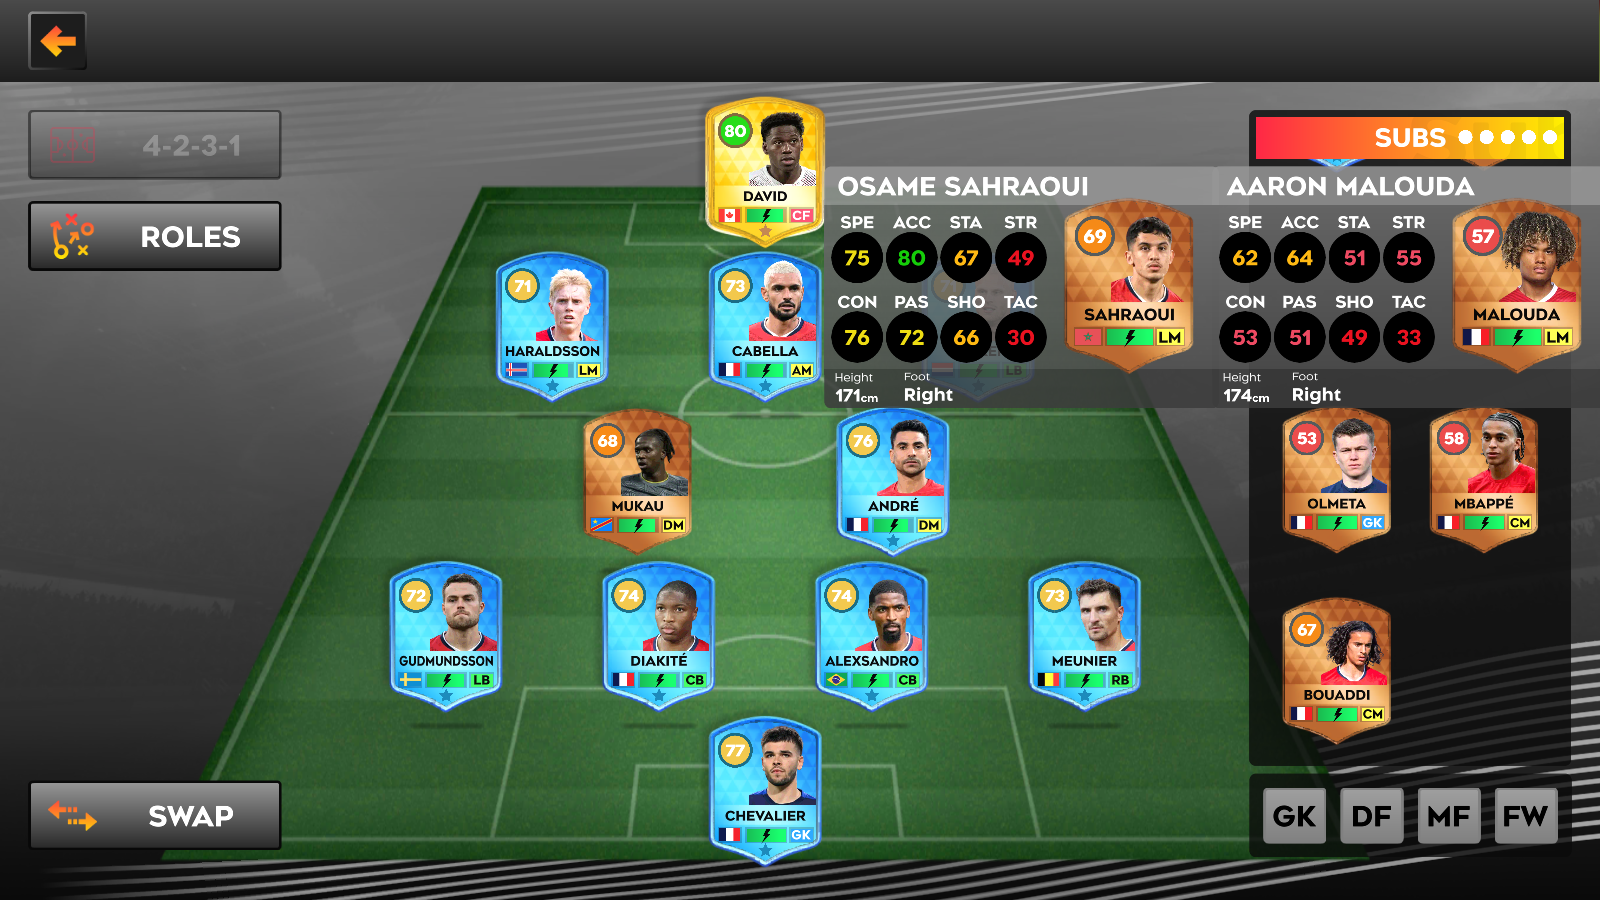 4-2-3-1
ROLES
SWAP
SUBS
80
DAVID
CF
71
HARALDSSON
LM
73
CABELLA
AM
OSAME SAHRAOUI
SPE ACC STA STR
75 80 67 49
CON PAS SHO TAC
76 72 66 30
Height Foot
171cm Right
69
SAHRAOUI
LM
AARON MALOUDA
SPE ACC STA STR
62 64 51 55
CON PAS SHO TAC
53 51 49 33
Height Foot
174cm Right
57
MALOUDA
LM
LB
68
MUKAU
DM
76
ANDRÉ
DM
53
OLMETA
GK
58
MBAPPÉ
CM
72
GUDMUNDSSON
LB
74
DIAKITÉ
CB
74
ALEXSANDRO
CB
73
MEUNIER
RB
67
BOUADDI
CM
77
CHEVALIER
GK
GK DF MF FW